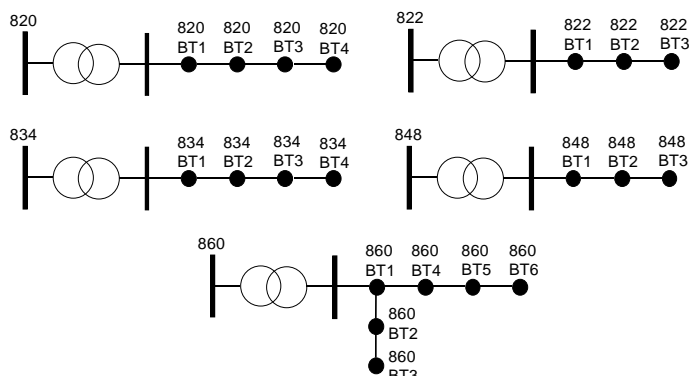 820
820 820 820 820
BT1 BT2 BT3 BT4
822
822 822 822
BT1 BT2 BT3
834
834 834 834 834
BT1 BT2 BT3 BT4
848
848 848 848
BT1 BT2 BT3
860
860 860 860 860
BT1 BT4 BT5 BT6
860
BT2
860
BT3